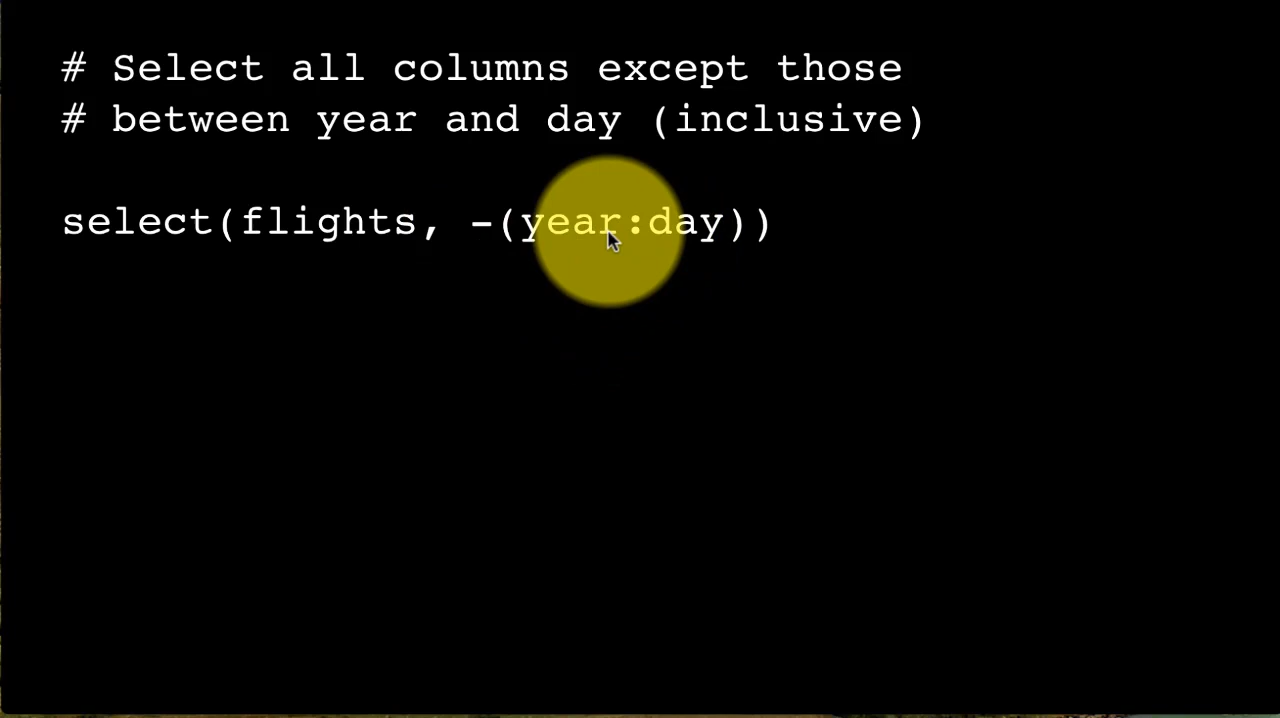 # Select all columns except those
# between year and day (inclusive)
select(flights, -(year:day))